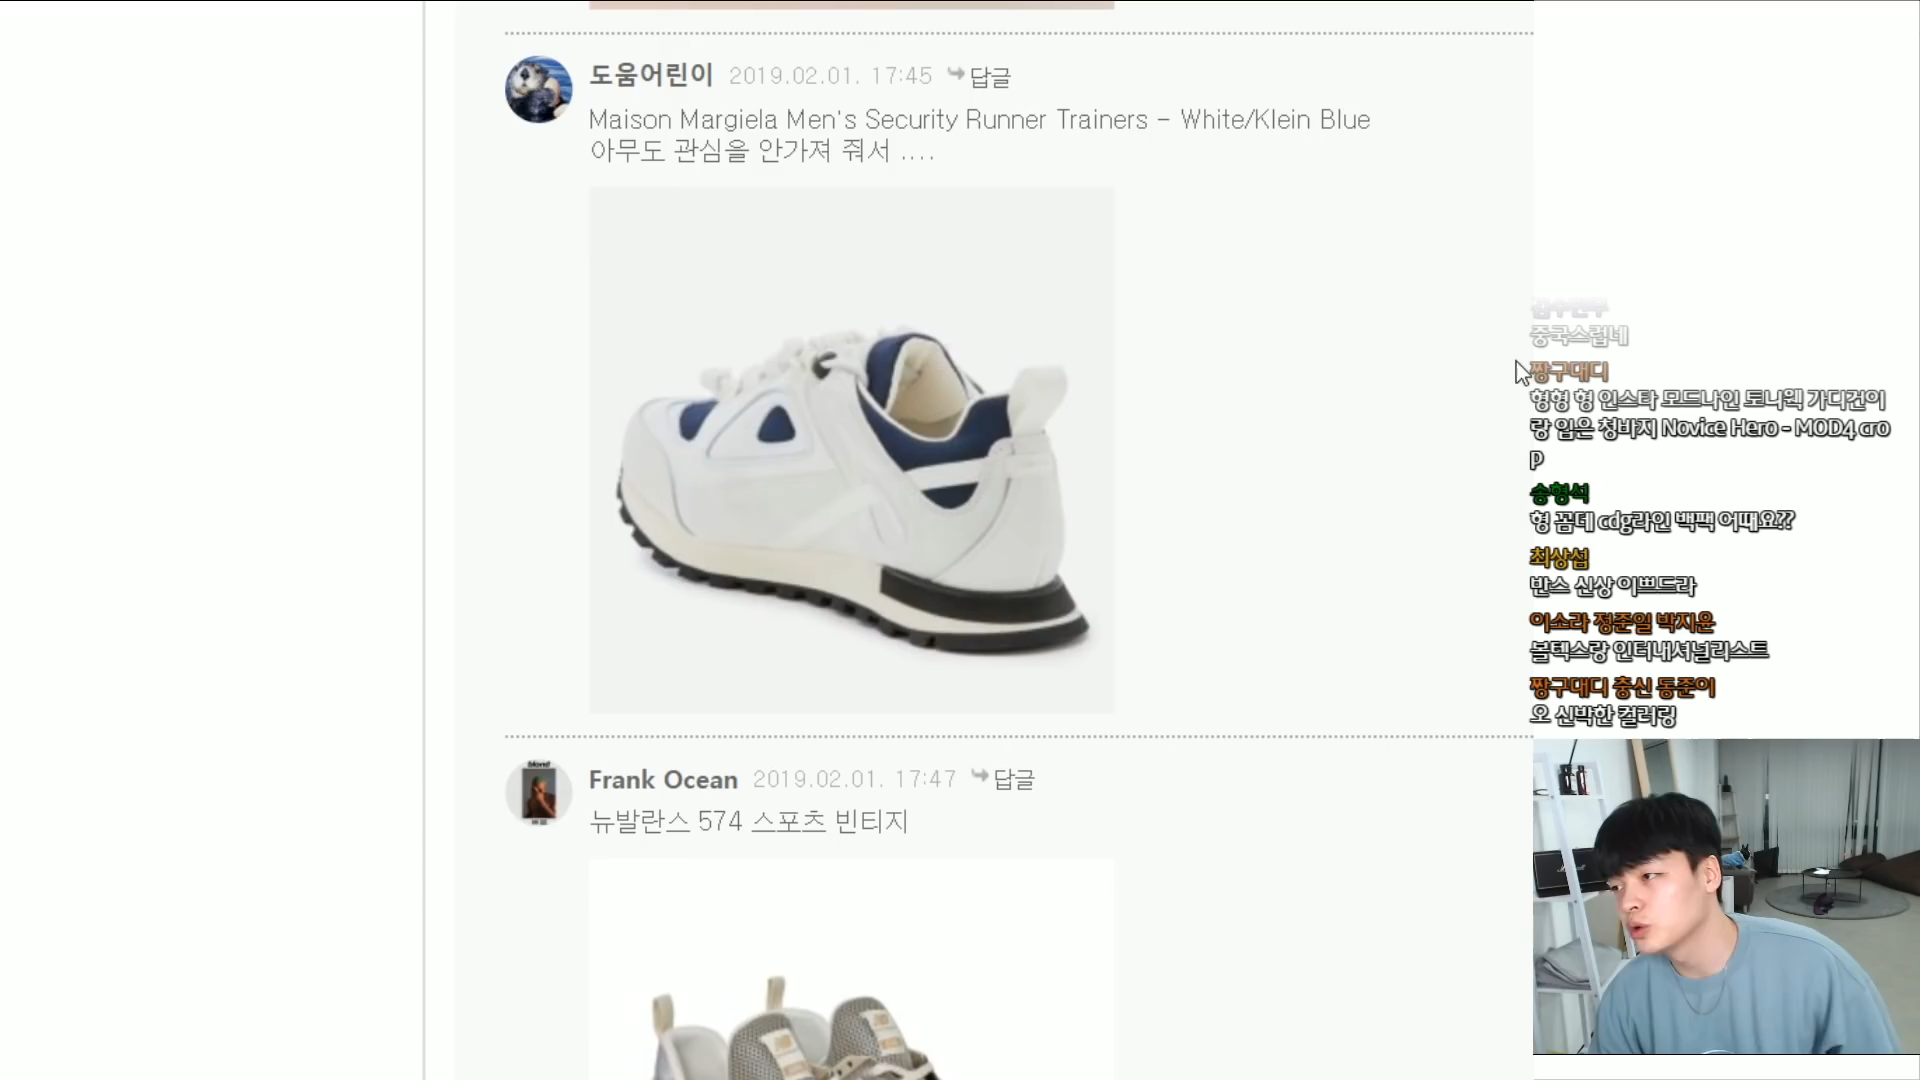 도움어린이 2019.02.01. 17:45 답글
Maison Margiela Men's Security Runner Trainers - White/Klein Blue
아무도 관심을 안가져 줘서 ....
Frank Ocean 2019.02.01. 17:47 답글
뉴발란스 574 스포츠 빈티지
중국스럽네
짱구대디
형형 형 인스타 모드나인 토니웩 가디건이
랑 입은 청바지 Novice Hero - MOD4 cro
p
송형석
형 꼼데 cdg라인 백팩 어때요??
최상섭
반스 신상 이쁘드라
이소라 정준일 박지윤
볼텍스랑 인터내셔널리스트
짱구대디 충신 동준이
오 신박한 컬러링